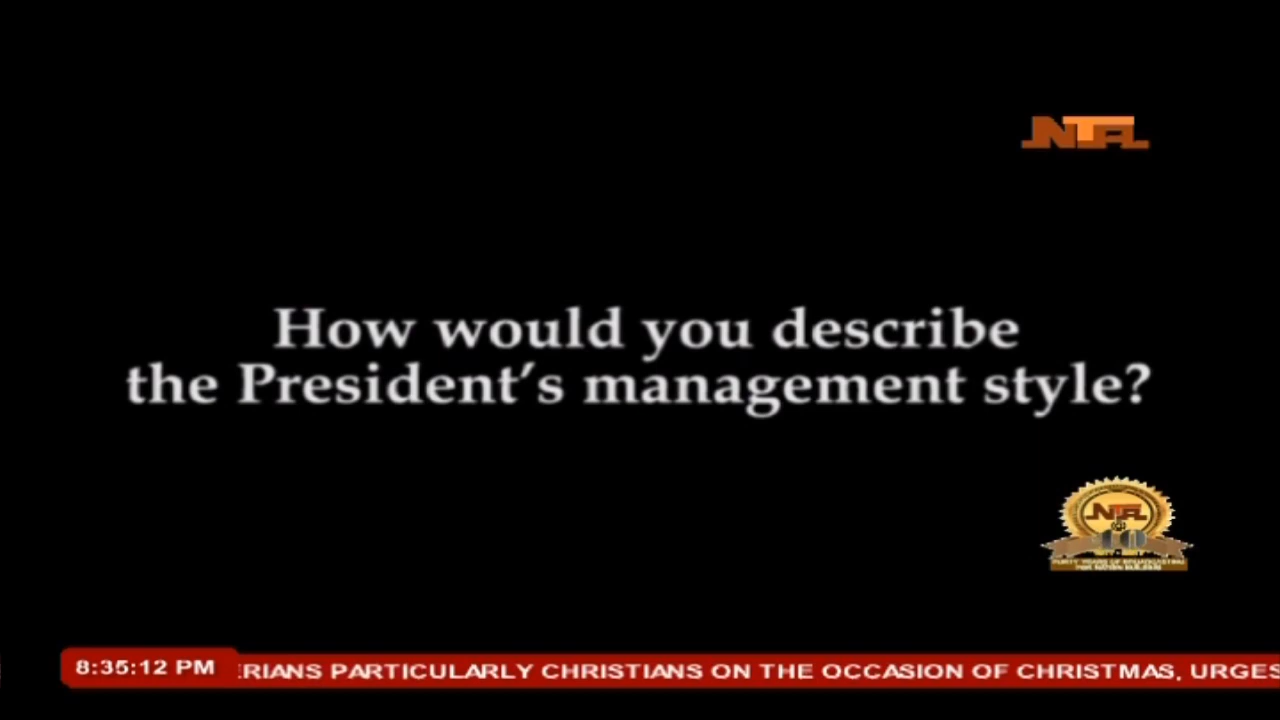 NTA
How would you describe
the President's management style?
NTA
8:35:12 PM
ERIANS PARTICULARLY CHRISTIANS ON THE OCCASION OF CHRISTMAS, URGES